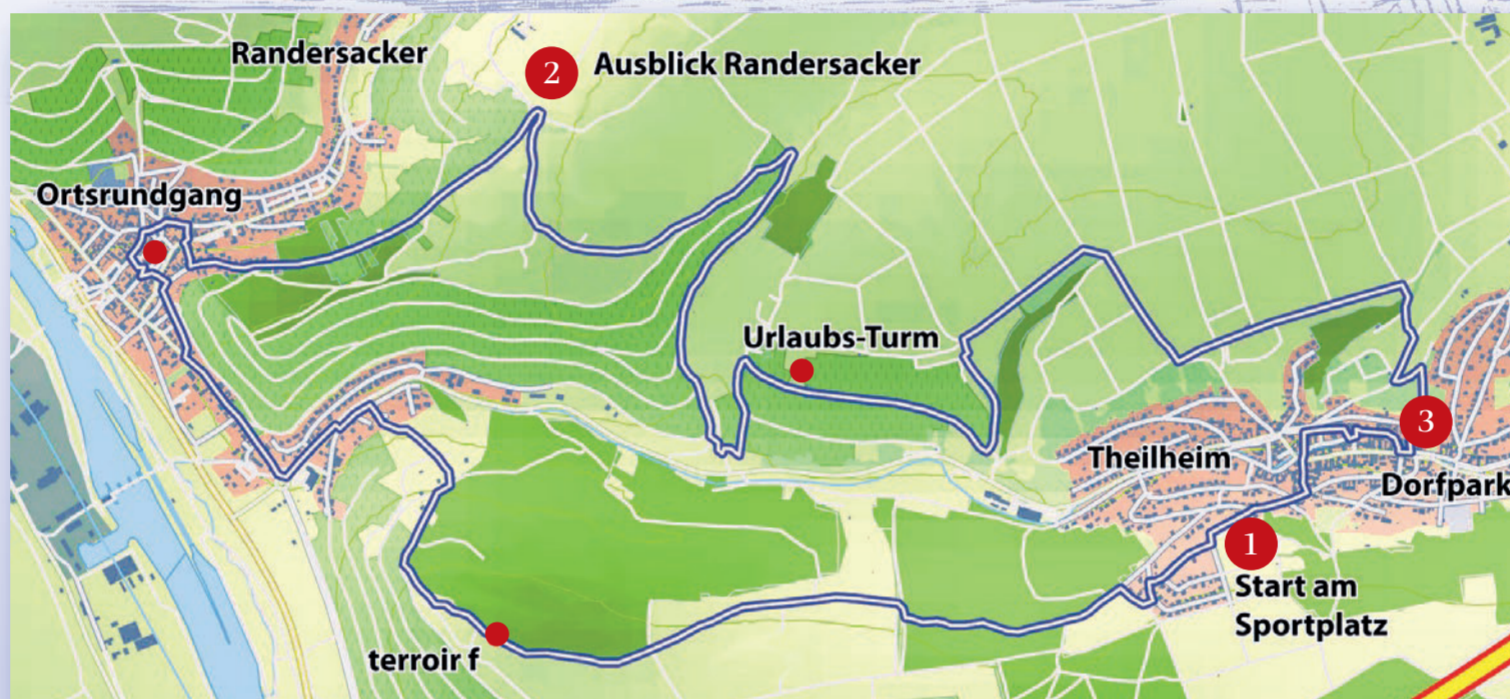 Randersacker
2 Ausblick Randersacker
Ortsrundgang
Urlaubs-Turm
3
Theilheim
Dorfpark
1
Start am
Sportplatz
terroir f